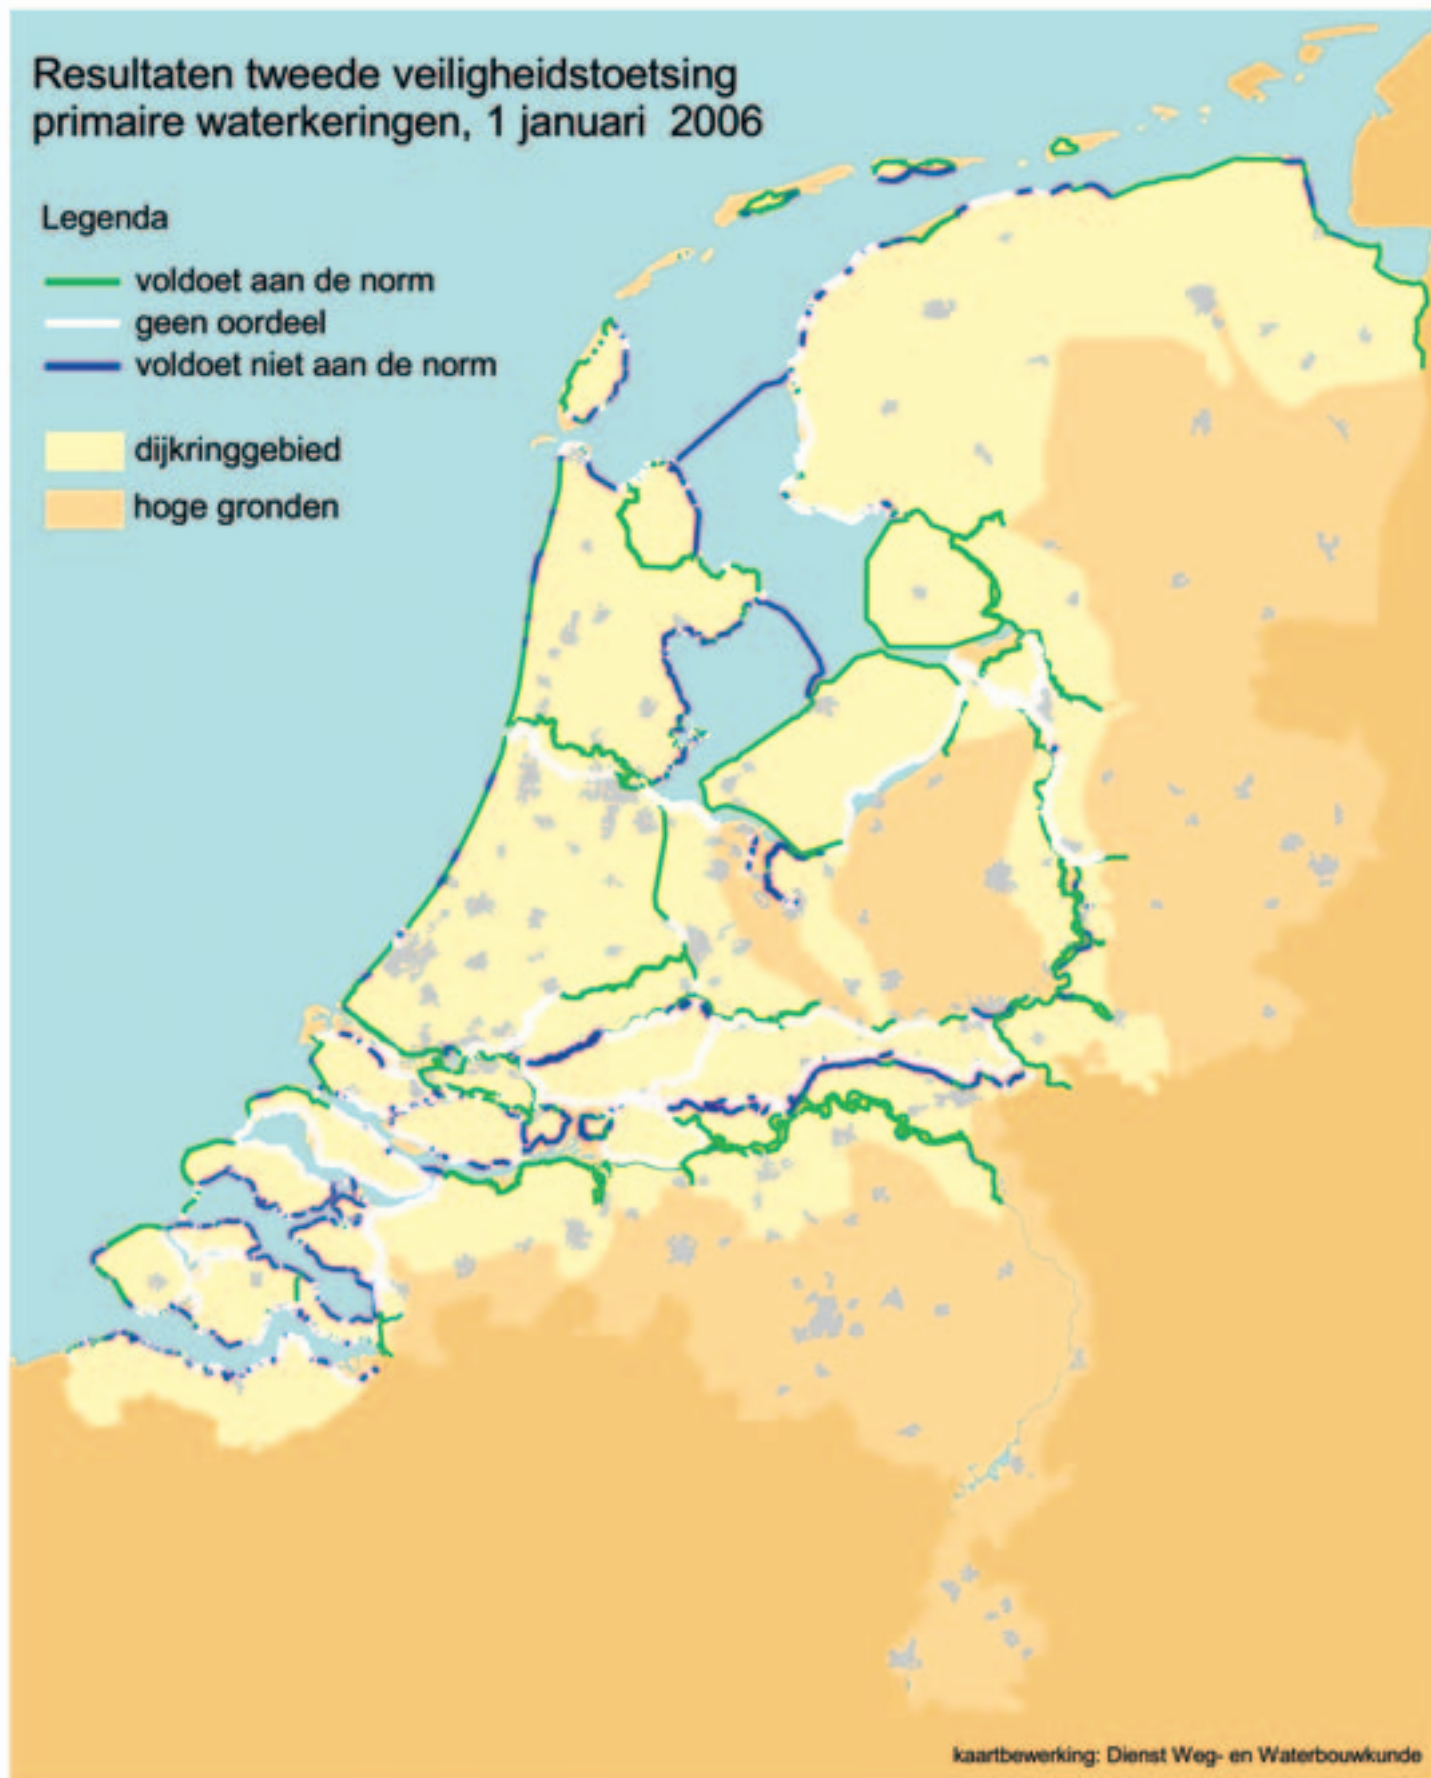 Resultaten tweede veiligheidstoetsing
primaire waterkeringen, 1 januari 2006
Legenda
voldoet aan de norm
geen oordeel
voldoet niet aan de norm
dijkringgebied
hoge gronden
kaartbewerking: Dienst Weg- en Waterbouwkunde